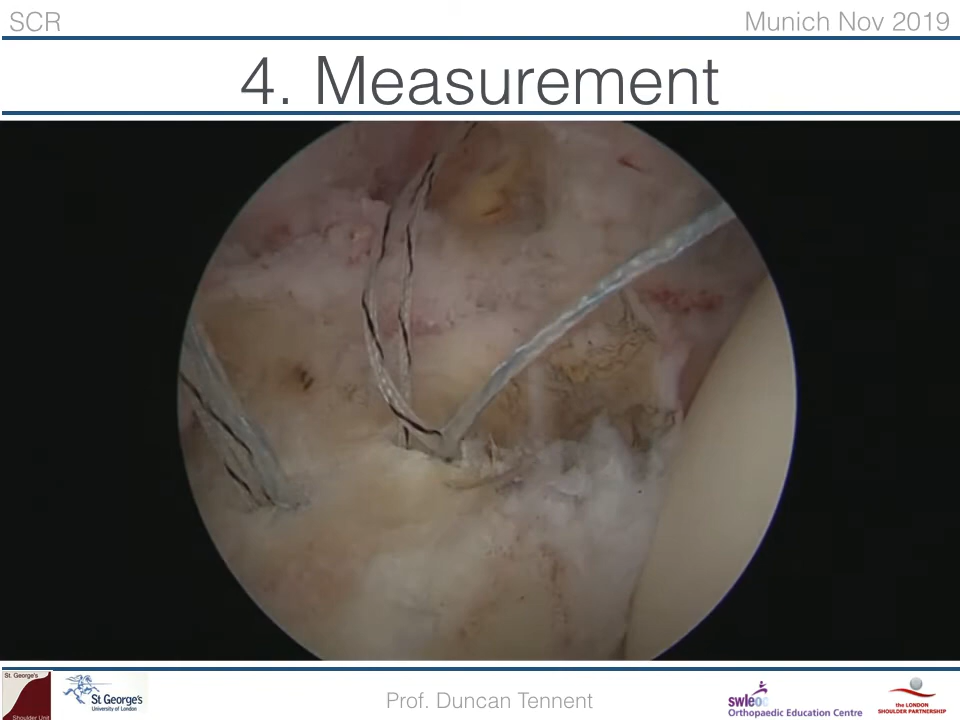 SCR
Munich Nov 2019
4. Measurement
St. George's
Shoulder Unit
St George's
University of London
Prof. Duncan Tennent
swleoc
Orthopaedic Education Centre
the LONDON
SHOULDER PARTNERSHIP